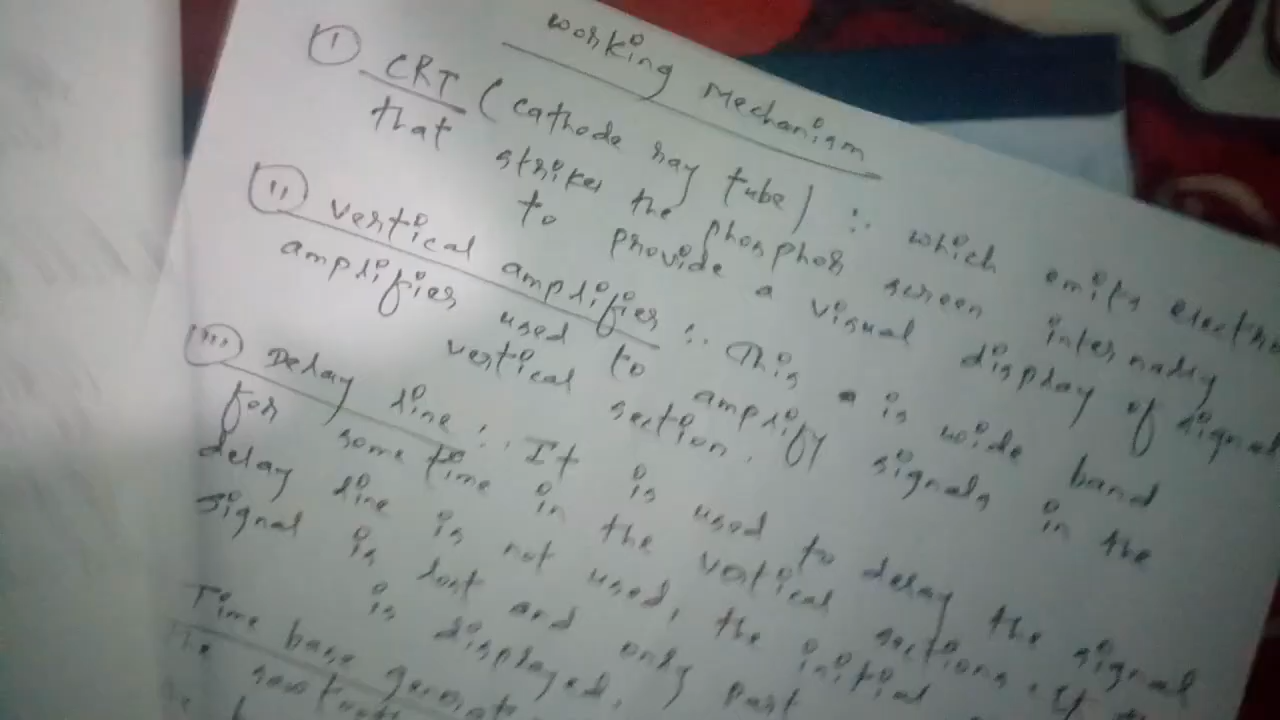 Working Mechanism
(i) CRT (Cathode ray tube) :: which emits electro
that strikes the phosphor screen internally
to provide a visual display of signal
(ii) Vertical amplifier :: This is wide band
amplifier used to amplify signals in the
vertical section.
(iii) Delay line :: It is used to delay the signal
for some time in the vertical sections. If
delay line is not used, the initial
signal is lost and only part
is displayed.
Time base
the sawtooth